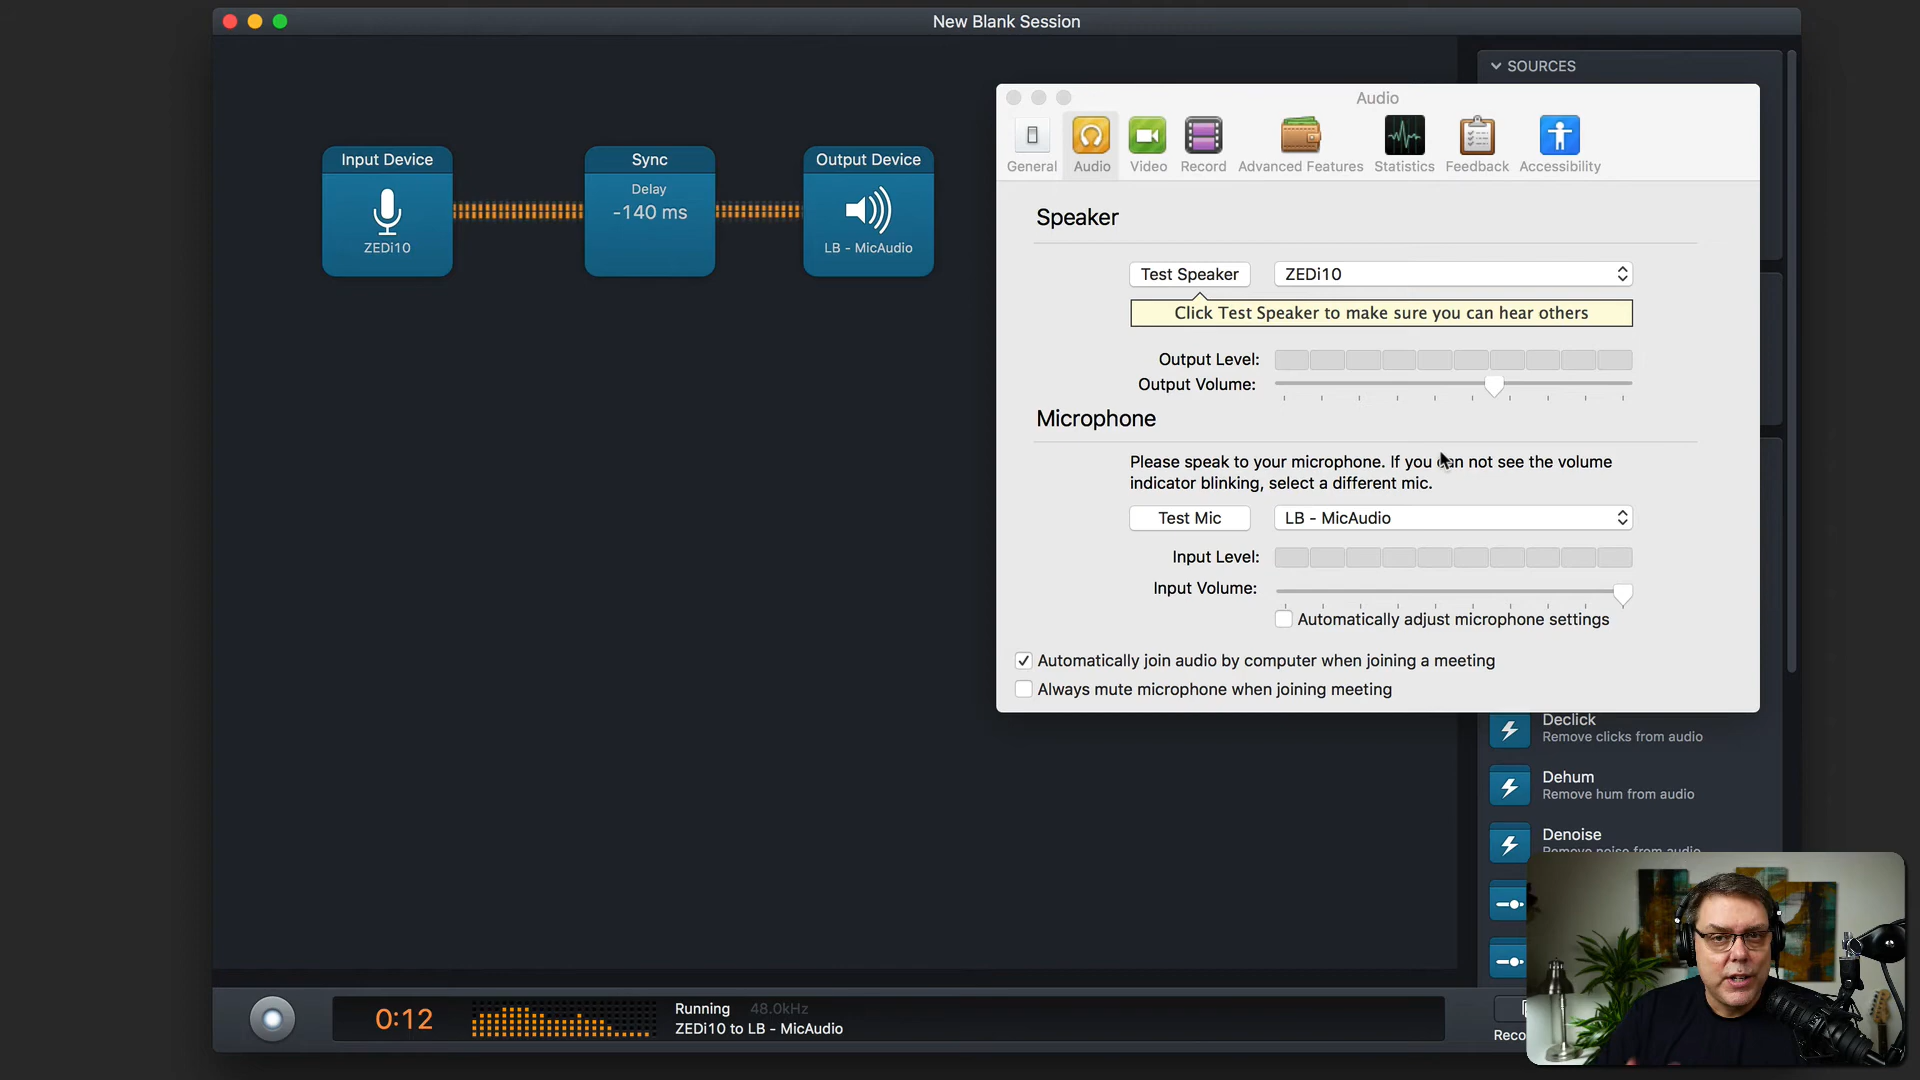 New Blank Session
SOURCES
Input Device
ZEDi10
Sync
Delay
-140 ms
Output Device
LB - MicAudio
Audio
General
Audio
Video
Record
Advanced Features
Statistics
Feedback
Accessibility
Speaker
Test Speaker
ZEDi10
Click Test Speaker to make sure you can hear others
Output Level:
Output Volume:
Microphone
Please speak to your microphone. If you can not see the volume
indicator blinking, select a different mic.
Test Mic
LB - MicAudio
Input Level:
Input Volume:
Automatically adjust microphone settings
Automatically join audio by computer when joining a meeting
Always mute microphone when joining meeting
Declick
Remove clicks from audio
Dehum
Remove hum from audio
Denoise
Remove noise from audio
0:12
Running 48.0kHz
ZEDi10 to LB - MicAudio
Reco